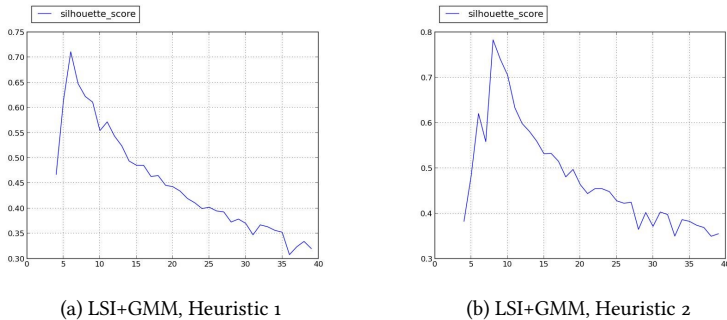 silhouette_score
0.75
0.70
0.65
0.60
0.55
0.50
0.45
0.40
0.35
0.30
0 5 10 15 20 25 30 35 40
(a) LSI+GMM, Heuristic 1
silhouette_score
0.8
0.7
0.6
0.5
0.4
0.3
0 5 10 15 20 25 30 35 40
(b) LSI+GMM, Heuristic 2